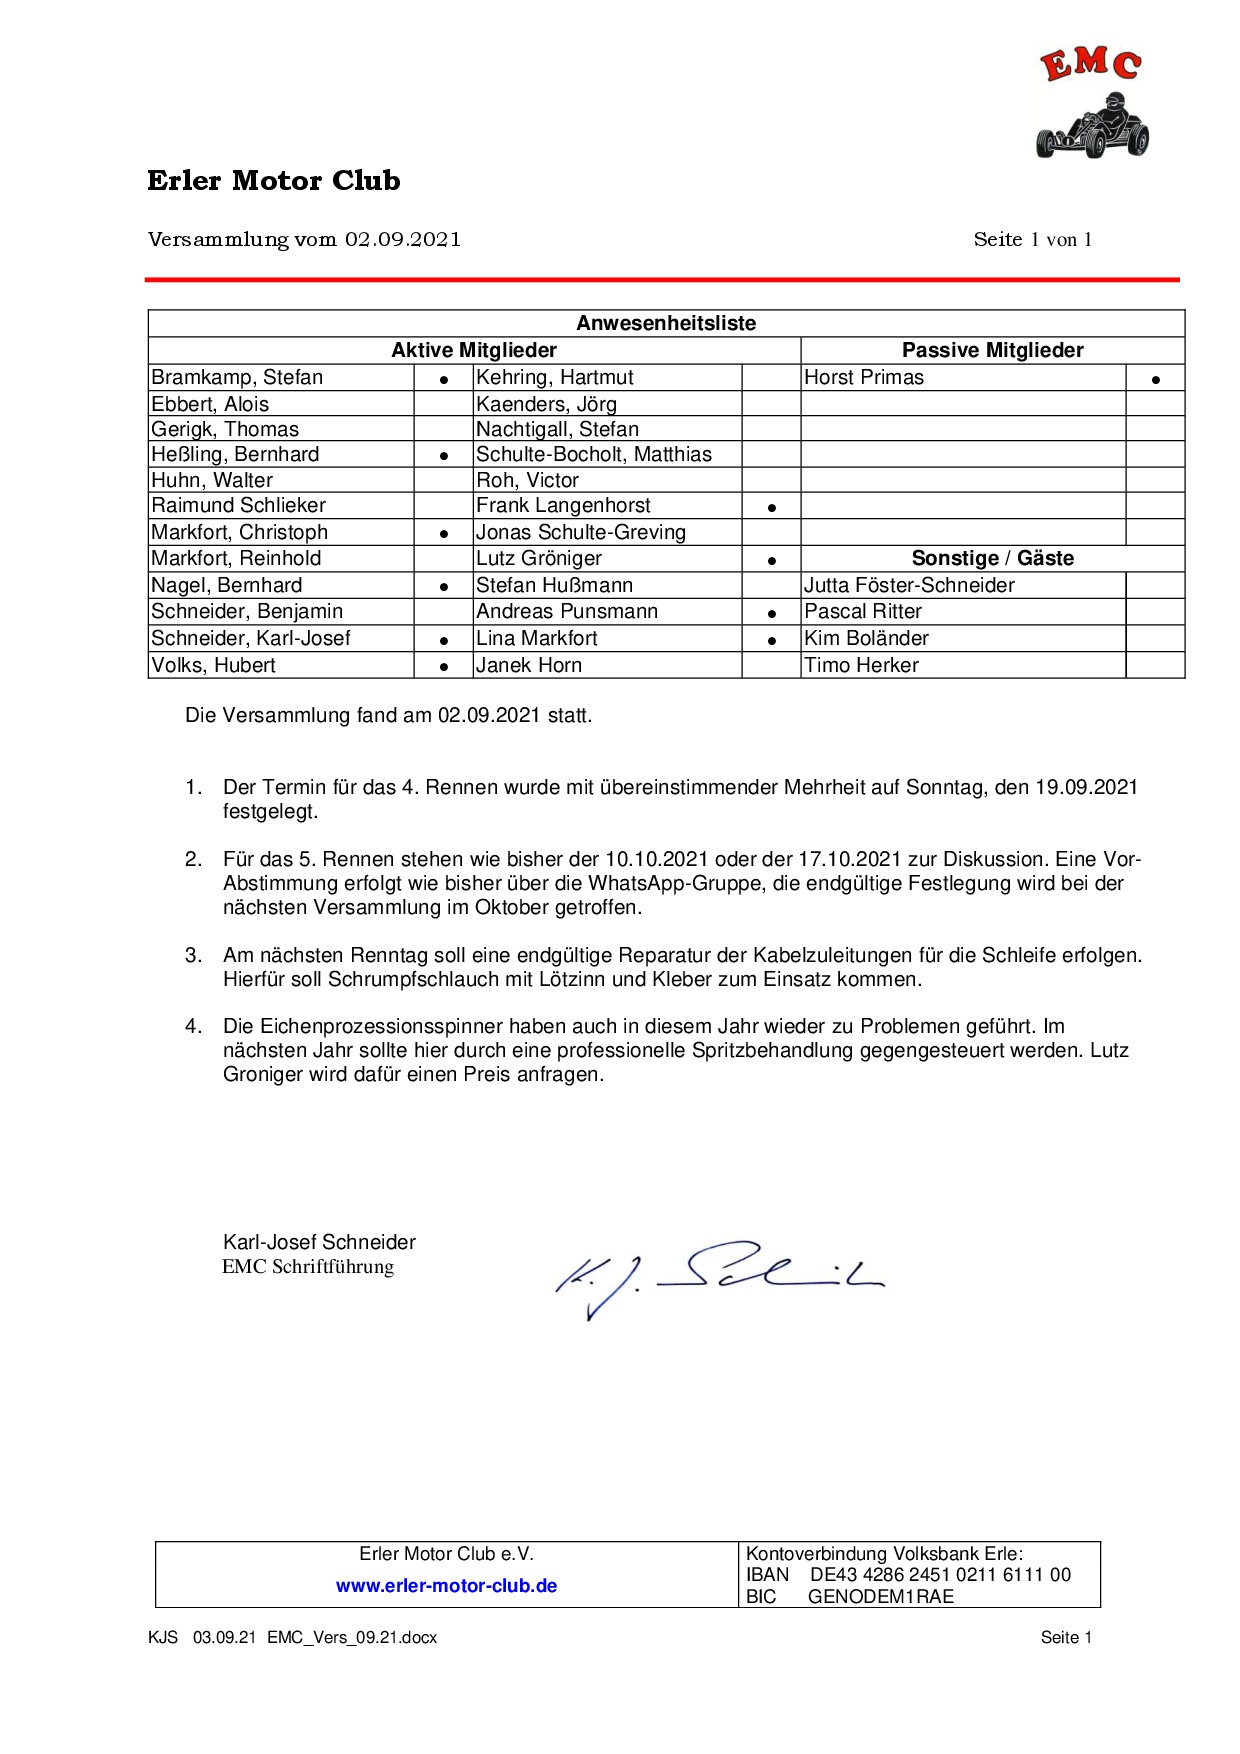 EMC
Erler Motor Club
Versammlung vom 02.09.2021 Seite 1 von 1
Anwesenheitsliste
Aktive Mitglieder Passive Mitglieder
Bramkamp, Stefan ● Kehring, Hartmut Horst Primas ●
Ebbert, Alois Kaenders, Jörg
Gerigk, Thomas Nachtigall, Stefan
Heßling, Bernhard ● Schulte-Bocholt, Matthias
Huhn, Walter Roh, Victor
Raimund Schlieker Frank Langenhorst ●
Markfort, Christoph ● Jonas Schulte-Greving
Markfort, Reinhold Lutz Gröniger ● Sonstige / Gäste
Nagel, Bernhard ● Stefan Hußmann Jutta Föster-Schneider
Schneider, Benjamin Andreas Punsmann ● Pascal Ritter
Schneider, Karl-Josef ● Lina Markfort ● Kim Boländer
Volks, Hubert ● Janek Horn Timo Herker
Die Versammlung fand am 02.09.2021 statt.
1. Der Termin für das 4. Rennen wurde mit übereinstimmender Mehrheit auf Sonntag, den 19.09.2021
festgelegt.
2. Für das 5. Rennen stehen wie bisher der 10.10.2021 oder der 17.10.2021 zur Diskussion. Eine Vor-
Abstimmung erfolgt wie bisher über die WhatsApp-Gruppe, die endgültige Festlegung wird bei der
nächsten Versammlung im Oktober getroffen.
3. Am nächsten Renntag soll eine endgültige Reparatur der Kabelzuleitungen für die Schleife erfolgen.
Hierfür soll Schrumpfschlauch mit Lötzinn und Kleber zum Einsatz kommen.
4. Die Eichenprozessionsspinner haben auch in diesem Jahr wieder zu Problemen geführt. Im
nächsten Jahr sollte hier durch eine professionelle Spritzbehandlung gegengesteuert werden. Lutz
Groniger wird dafür einen Preis anfragen.
Karl-Josef Schneider
EMC Schriftführung
K. J. Schneider
Erler Motor Club e.V. Kontoverbindung Volksbank Erle:
www.erler-motor-club.de IBAN DE43 4286 2451 0211 6111 00
BIC GENODEM1RAE
KJS 03.09.21 EMC_Vers_09.21.docx Seite 1